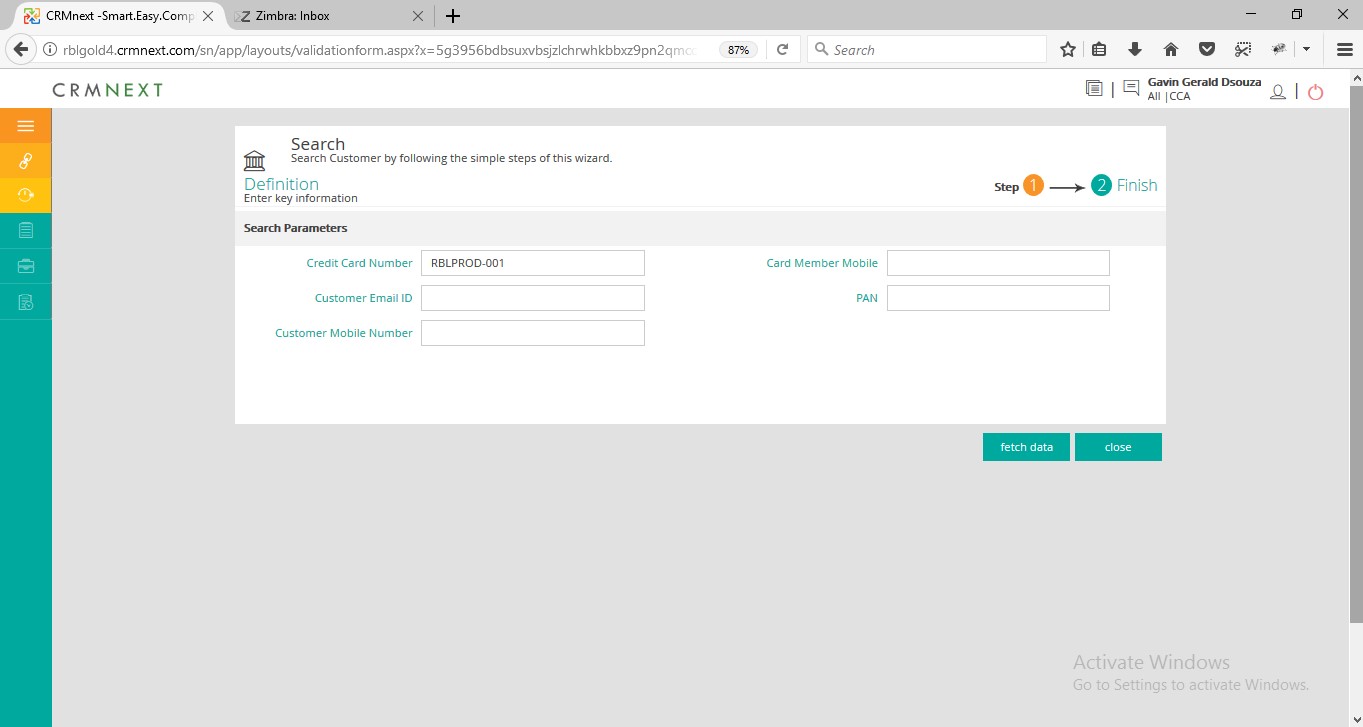 CRMnext -Smart.Easy.Comp
Zimbra: Inbox
rblgold4.crmnext.com/sn/app/layouts/validationform.aspx?x=5g3956bdbsuxvbsjzlchrwhkbbxz9pn2qmcc
87%
Search
CRMNEXT
Gavin Gerald Dsouza
All |CCA
Search
Search Customer by following the simple steps of this wizard.
Definition
Enter key information
Step 1 2 Finish
Search Parameters
Credit Card Number RBLPROD-001 Card Member Mobile
Customer Email ID PAN
Customer Mobile Number
fetch data close
Activate Windows
Go to Settings to activate Windows.